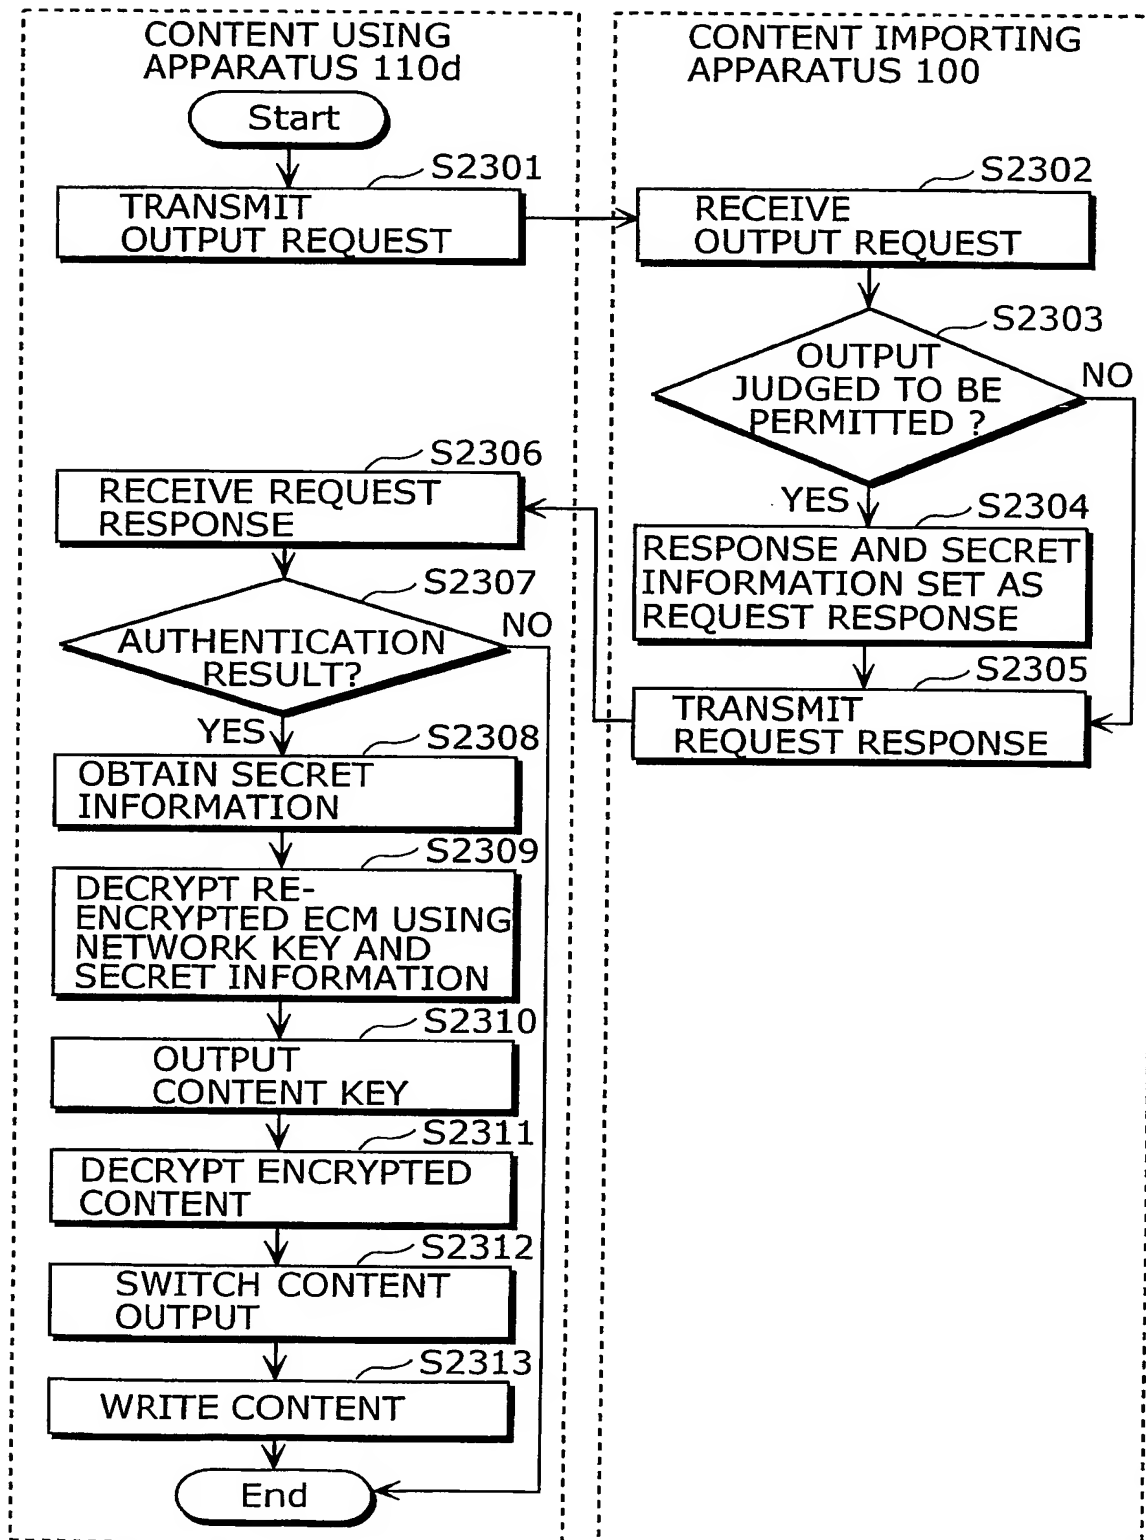 CONTENT USING
APPARATUS 110d
Start
S2301
TRANSMIT
OUTPUT REQUEST
CONTENT IMPORTING
APPARATUS 100
S2302
RECEIVE
OUTPUT REQUEST
S2303
OUTPUT
JUDGED TO BE
PERMITTED ?
NO
YES
S2304
RESPONSE AND SECRET
INFORMATION SET AS
REQUEST RESPONSE
S2305
TRANSMIT
REQUEST RESPONSE
S2306
RECEIVE REQUEST
RESPONSE
S2307
AUTHENTICATION
RESULT?
NO
YES
S2308
OBTAIN SECRET
INFORMATION
S2309
DECRYPT RE-
ENCRYPTED ECM USING
NETWORK KEY AND
SECRET INFORMATION
S2310
OUTPUT
CONTENT KEY
S2311
DECRYPT ENCRYPTED
CONTENT
S2312
SWITCH CONTENT
OUTPUT
S2313
WRITE CONTENT
End